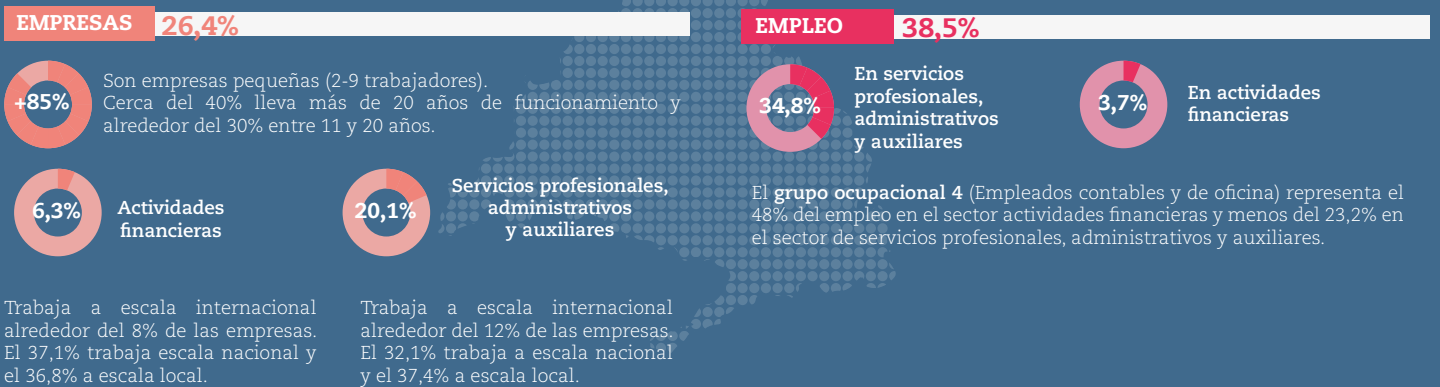 EMPRESAS 26,4%
+85%
Son empresas pequeñas (2-9 trabajadores).
Cerca del 40% lleva más de 20 años de funcionamiento y
alrededor del 30% entre 11 y 20 años.
6,3%
Actividades
financieras
20,1%
Servicios profesionales,
administrativos
y auxiliares
Trabaja a escala internacional
alrededor del 8% de las empresas.
El 37,1% trabaja escala nacional y
el 36,8% a escala local.
Trabaja a escala internacional
alrededor del 12% de las empresas.
El 32,1% trabaja a escala nacional
y el 37,4% a escala local.
EMPLEO 38,5%
34,8%
En servicios
profesionales,
administrativos
y auxiliares
3,7%
En actividades
financieras
El grupo ocupacional 4 (Empleados contables y de oficina) representa el
48% del empleo en el sector actividades financieras y menos del 23,2% en
el sector de servicios profesionales, administrativos y auxiliares.